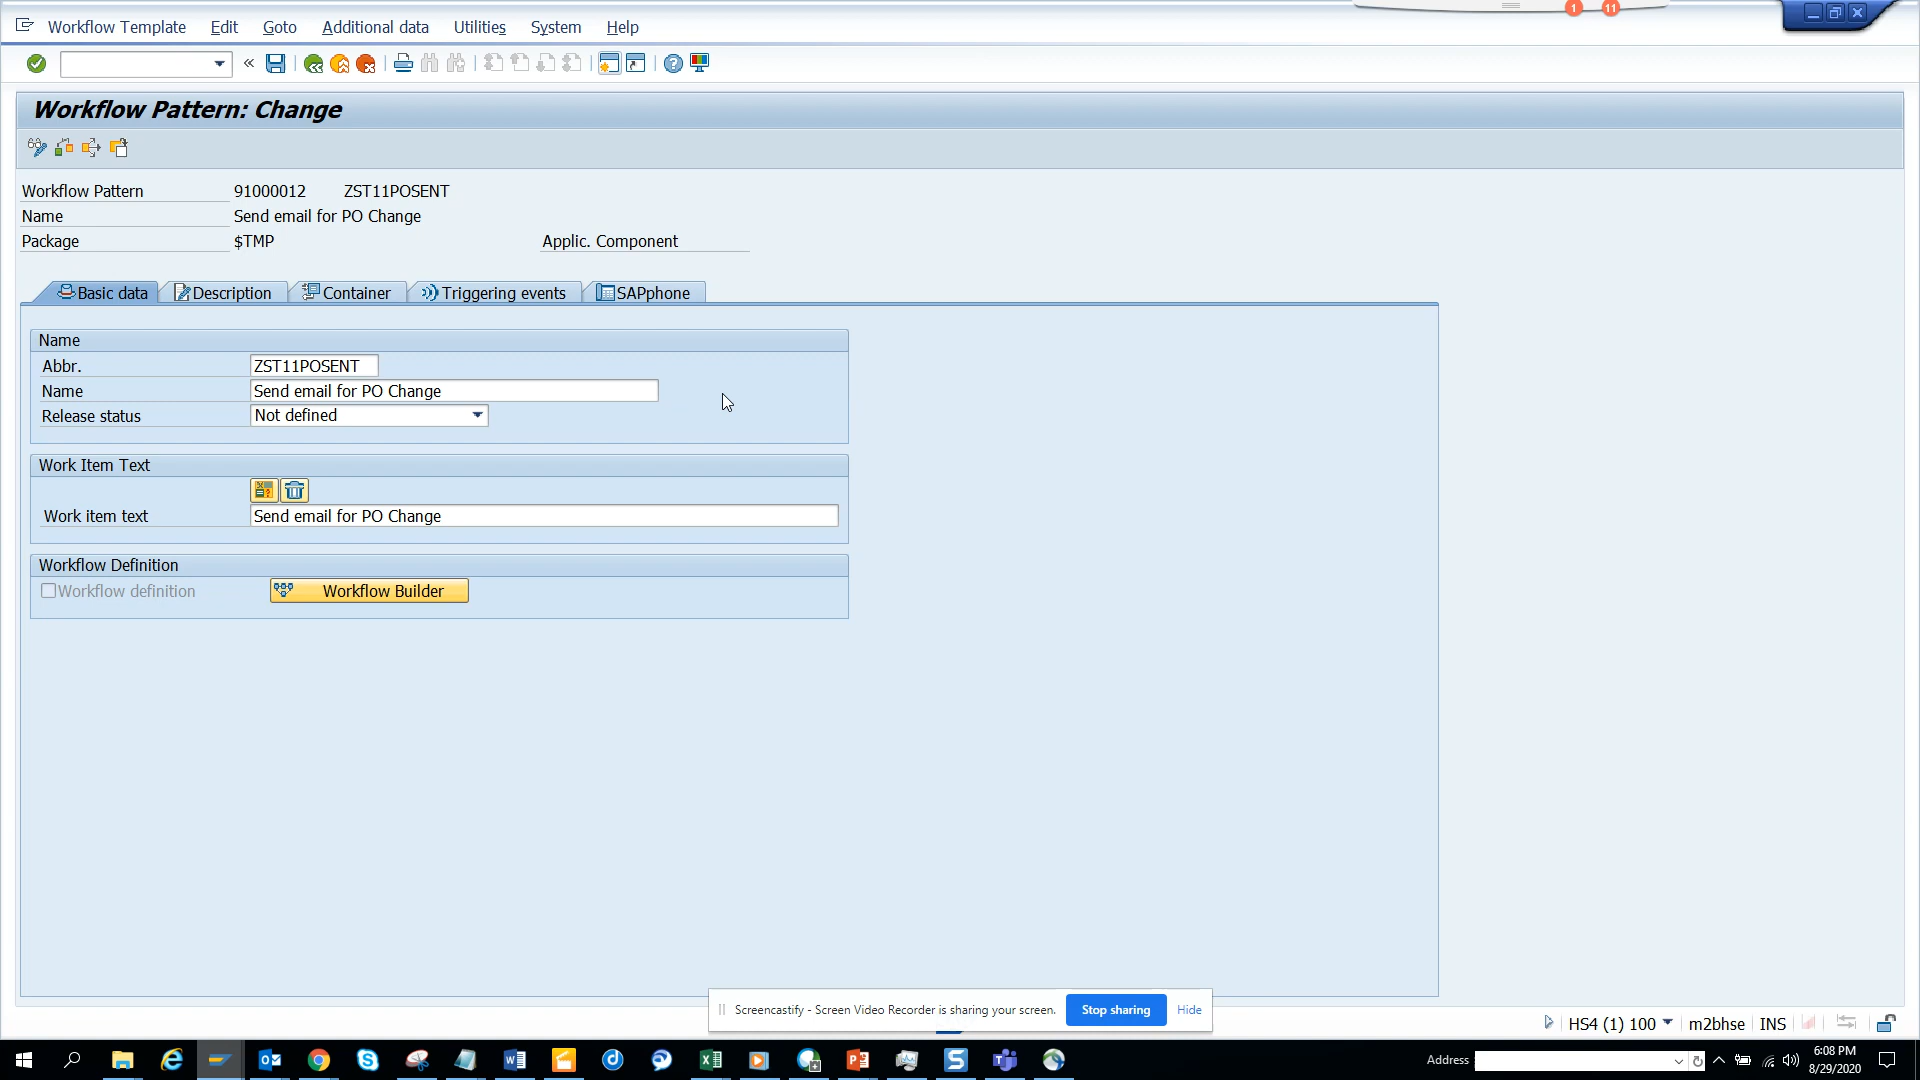 Workflow Template Edit Goto Additional data Utilities System Help
Workflow Pattern: Change
Workflow Pattern 91000012 ZST11POSENT
Name Send email for PO Change
Package $TMP Applic. Component
Basic data Description Container Triggering events SAPphone
Name
Abbr. ZST11POSENT
Name Send email for PO Change
Release status Not defined
Work Item Text
Work item text Send email for PO Change
Workflow Definition
Workflow definition Workflow Builder
Screencastify - Screen Video Recorder is sharing your screen. Stop sharing Hide
HS4 (1) 100 m2bhse INS
Address 6:08 PM
8/29/2020
1 11